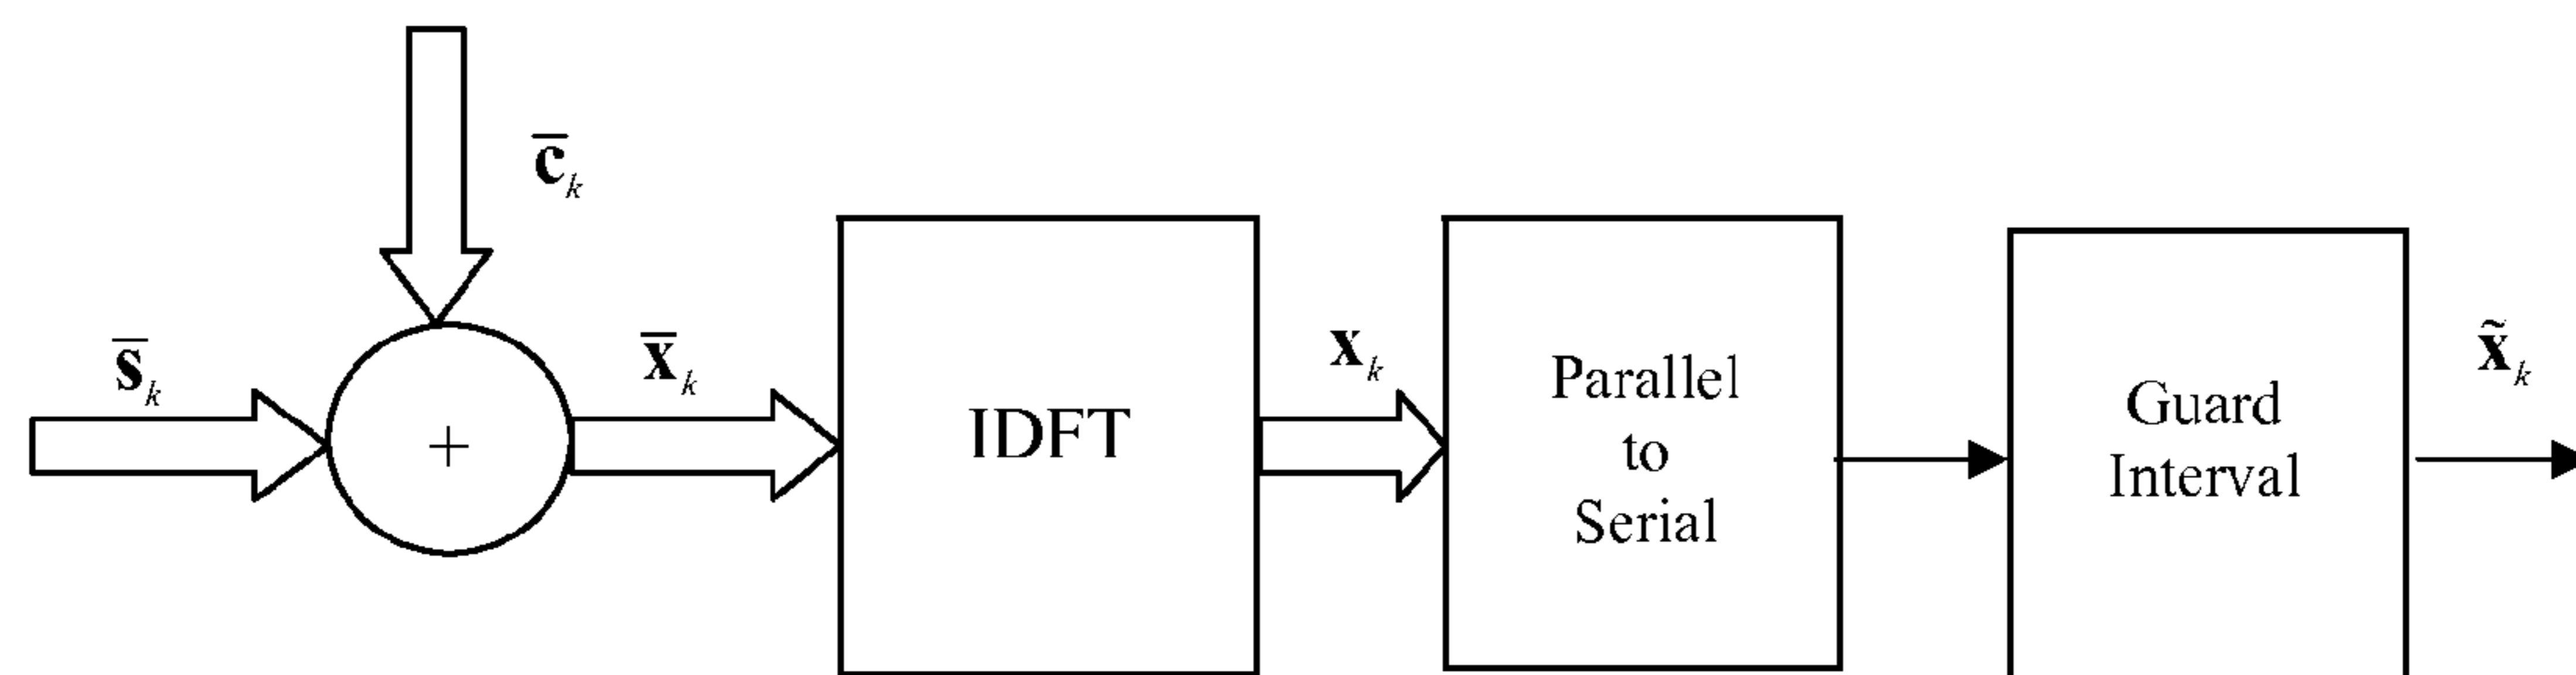 c̄ₖ
s̄ₖ
+
x̄ₖ
IDFT
xₖ
Parallel
to
Serial
Guard
Interval
x̃ₖ